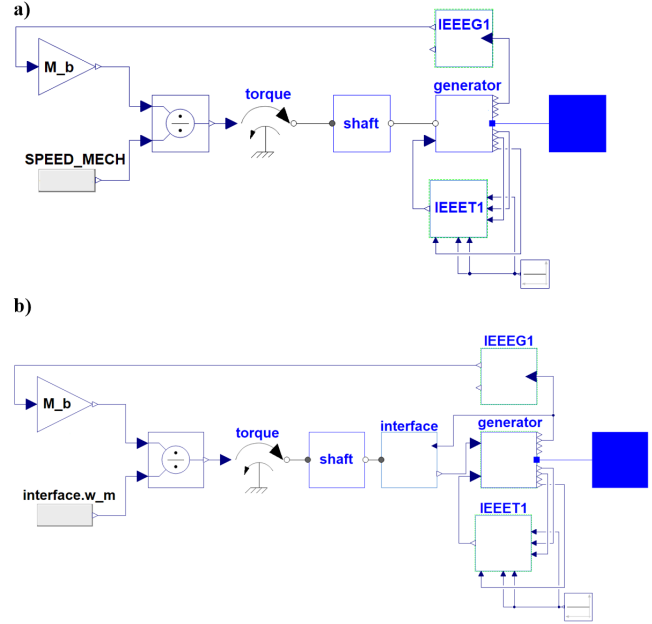 a)
IEEEG1
M_b
torque
generator
shaft
÷
SPEED_MECH
IEEET1
b)
IEEEG1
M_b
torque
interface
generator
shaft
÷
interface.w_m
IEEET1